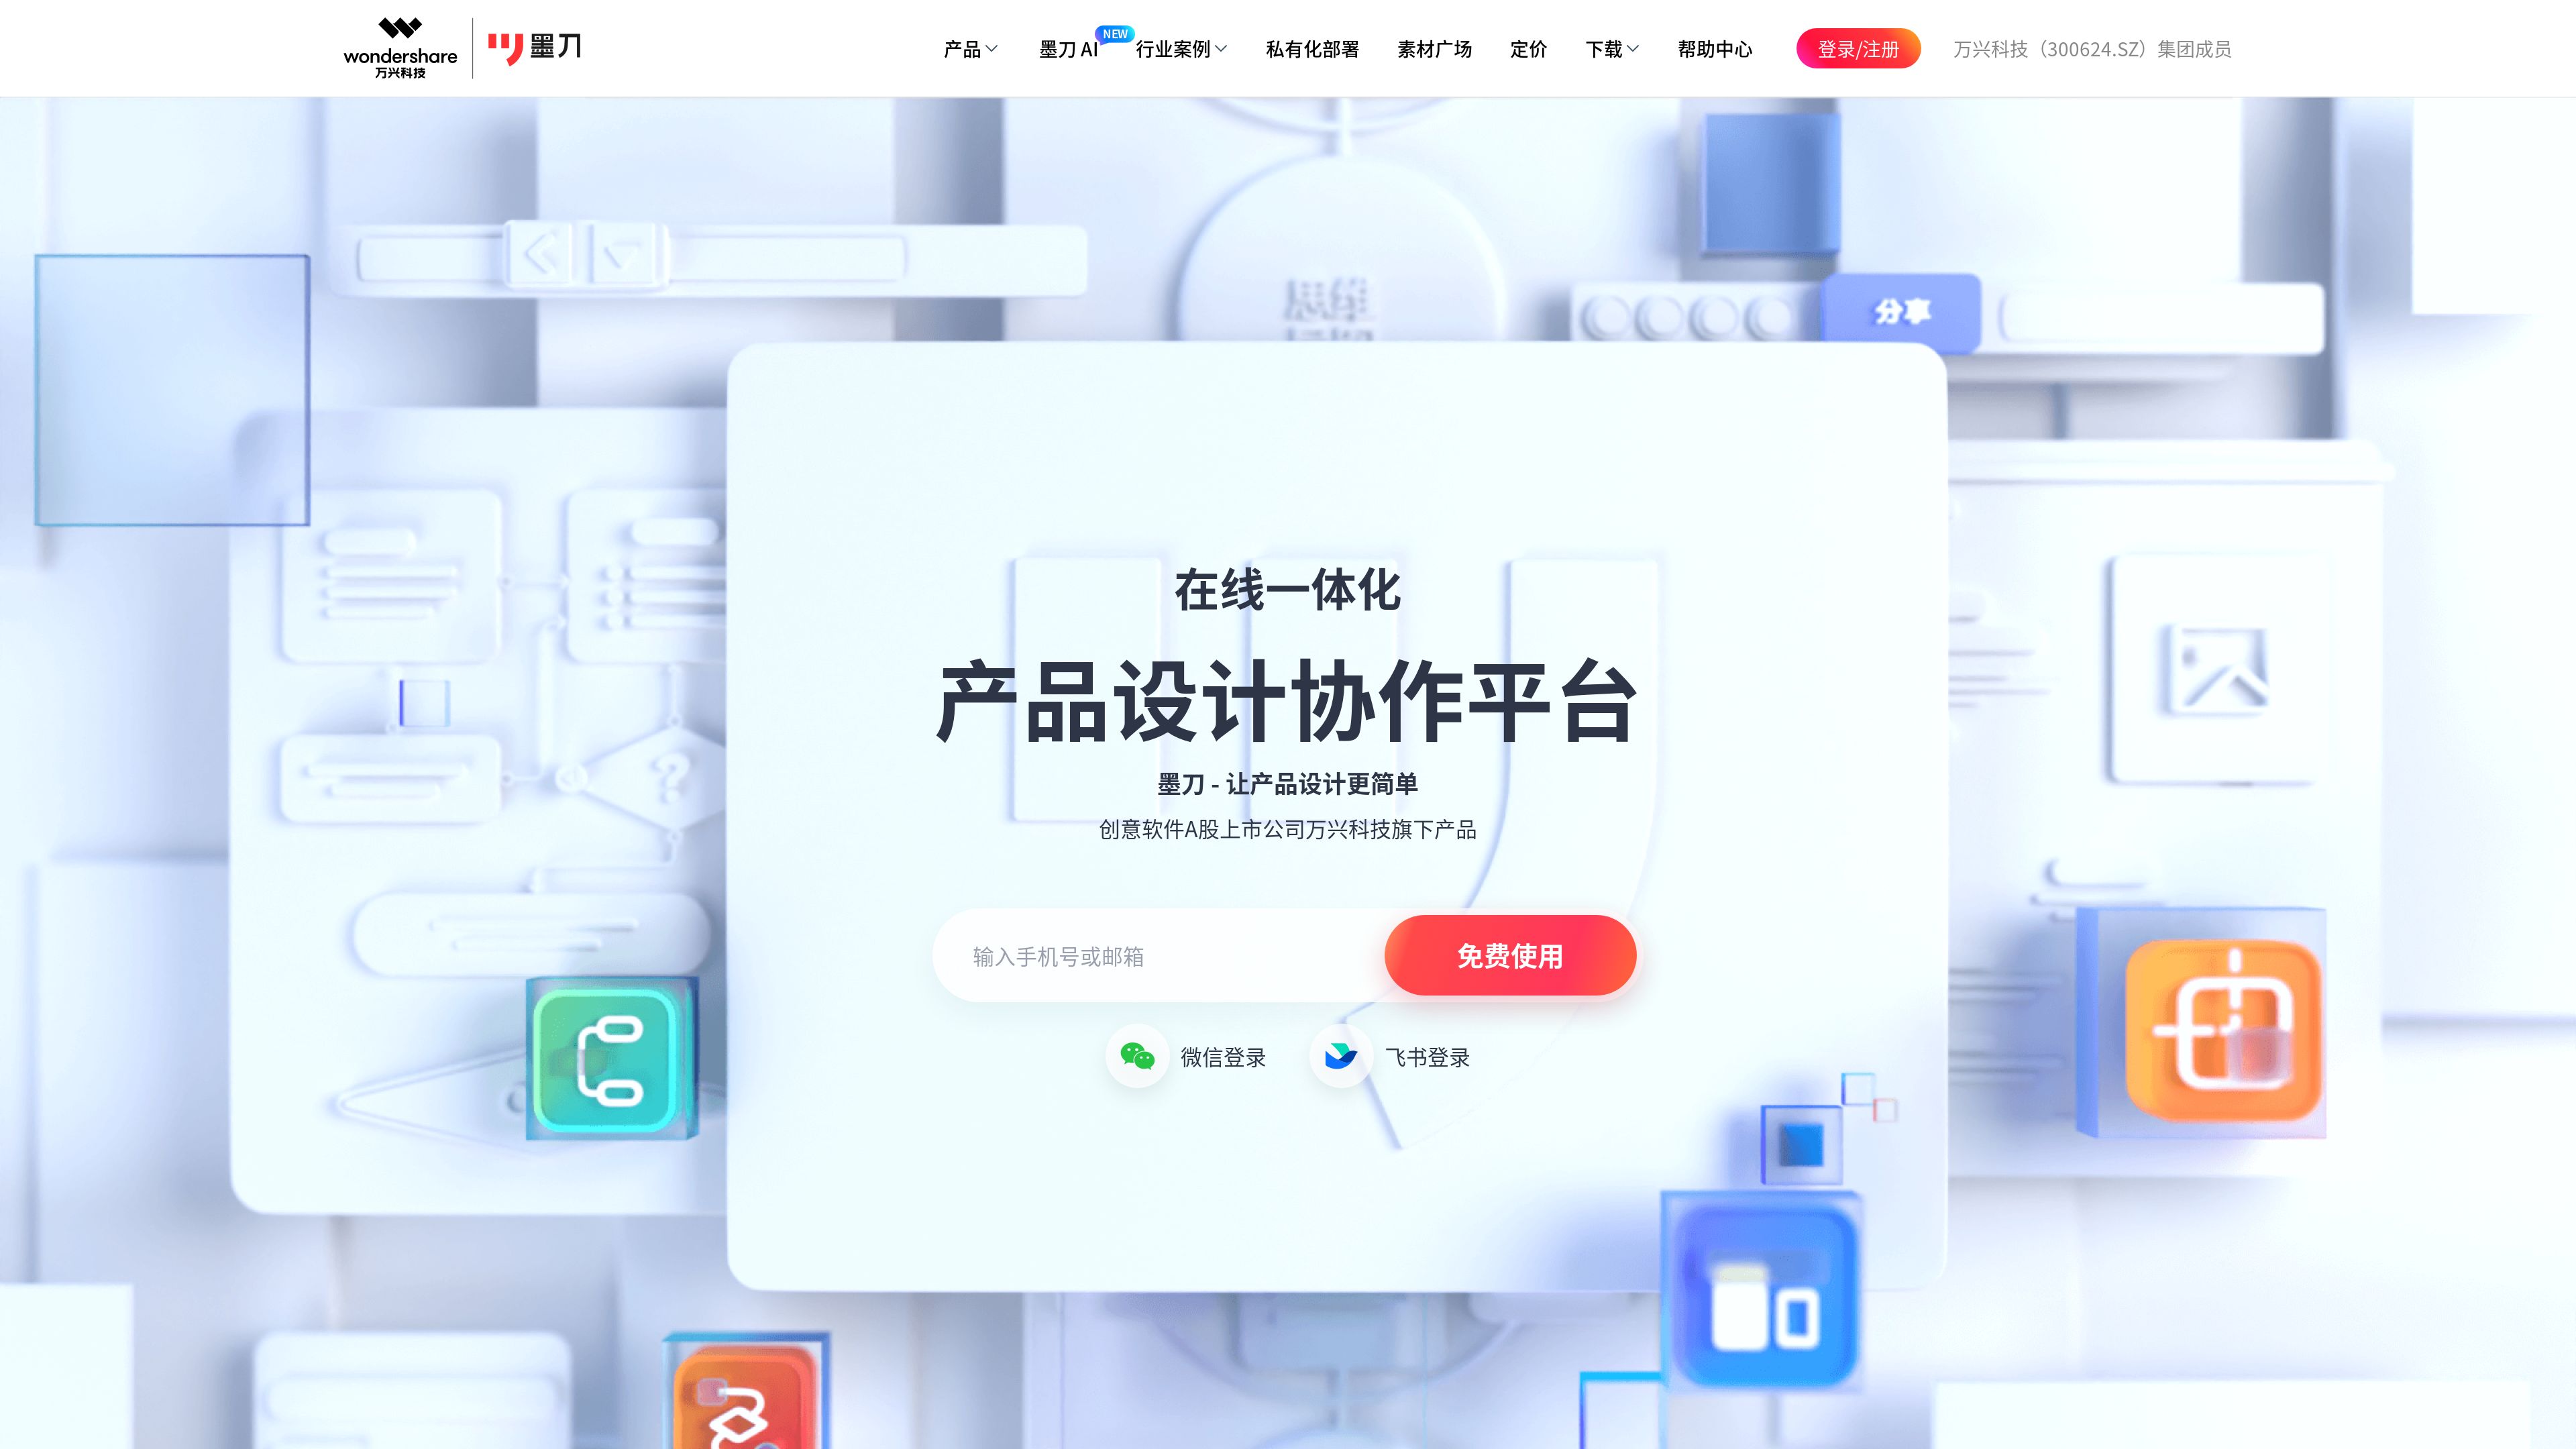 wondershare
万兴科技
墨刀
产品
墨刀 AI
NEW
行业案例
私有化部署
素材广场
定价
下载
帮助中心
登录/注册
万兴科技（300624.SZ）集团成员
分享
在线一体化
产品设计协作平台
墨刀 - 让产品设计更简单
创意软件A股上市公司万兴科技旗下产品
输入手机号或邮箱
免费使用
微信登录
飞书登录